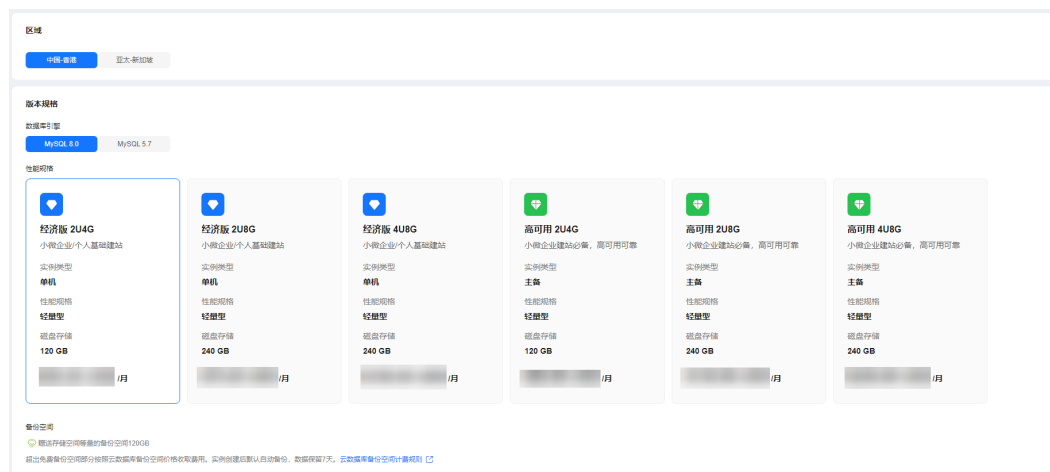 区域
中国-香港 亚太-新加坡
版本规格
数据库引擎
MySQL 8.0 MySQL 5.7
性能规格
经济版 2U4G
小微企业/个人基础建站
实例类型
单机
性能规格
轻量型
磁盘存储
120 GB
/月
经济版 2U8G
小微企业/个人基础建站
实例类型
单机
性能规格
轻量型
磁盘存储
240 GB
/月
经济版 4U8G
小微企业/个人基础建站
实例类型
单机
性能规格
轻量型
磁盘存储
240 GB
/月
高可用 2U4G
小微企业建站必备，高可用可靠
实例类型
主备
性能规格
轻量型
磁盘存储
120 GB
/月
高可用 2U8G
小微企业建站必备，高可用可靠
实例类型
主备
性能规格
轻量型
磁盘存储
240 GB
/月
高可用 4U8G
小微企业建站必备，高可用可靠
实例类型
主备
性能规格
轻量型
磁盘存储
240 GB
/月
备份空间
赠送存储空间等量的备份空间120GB
超出免费备份空间部分按照云数据库备份空间价格收取费用。实例创建后默认自动备份，数据保留7天。云数据库备份空间计费规则